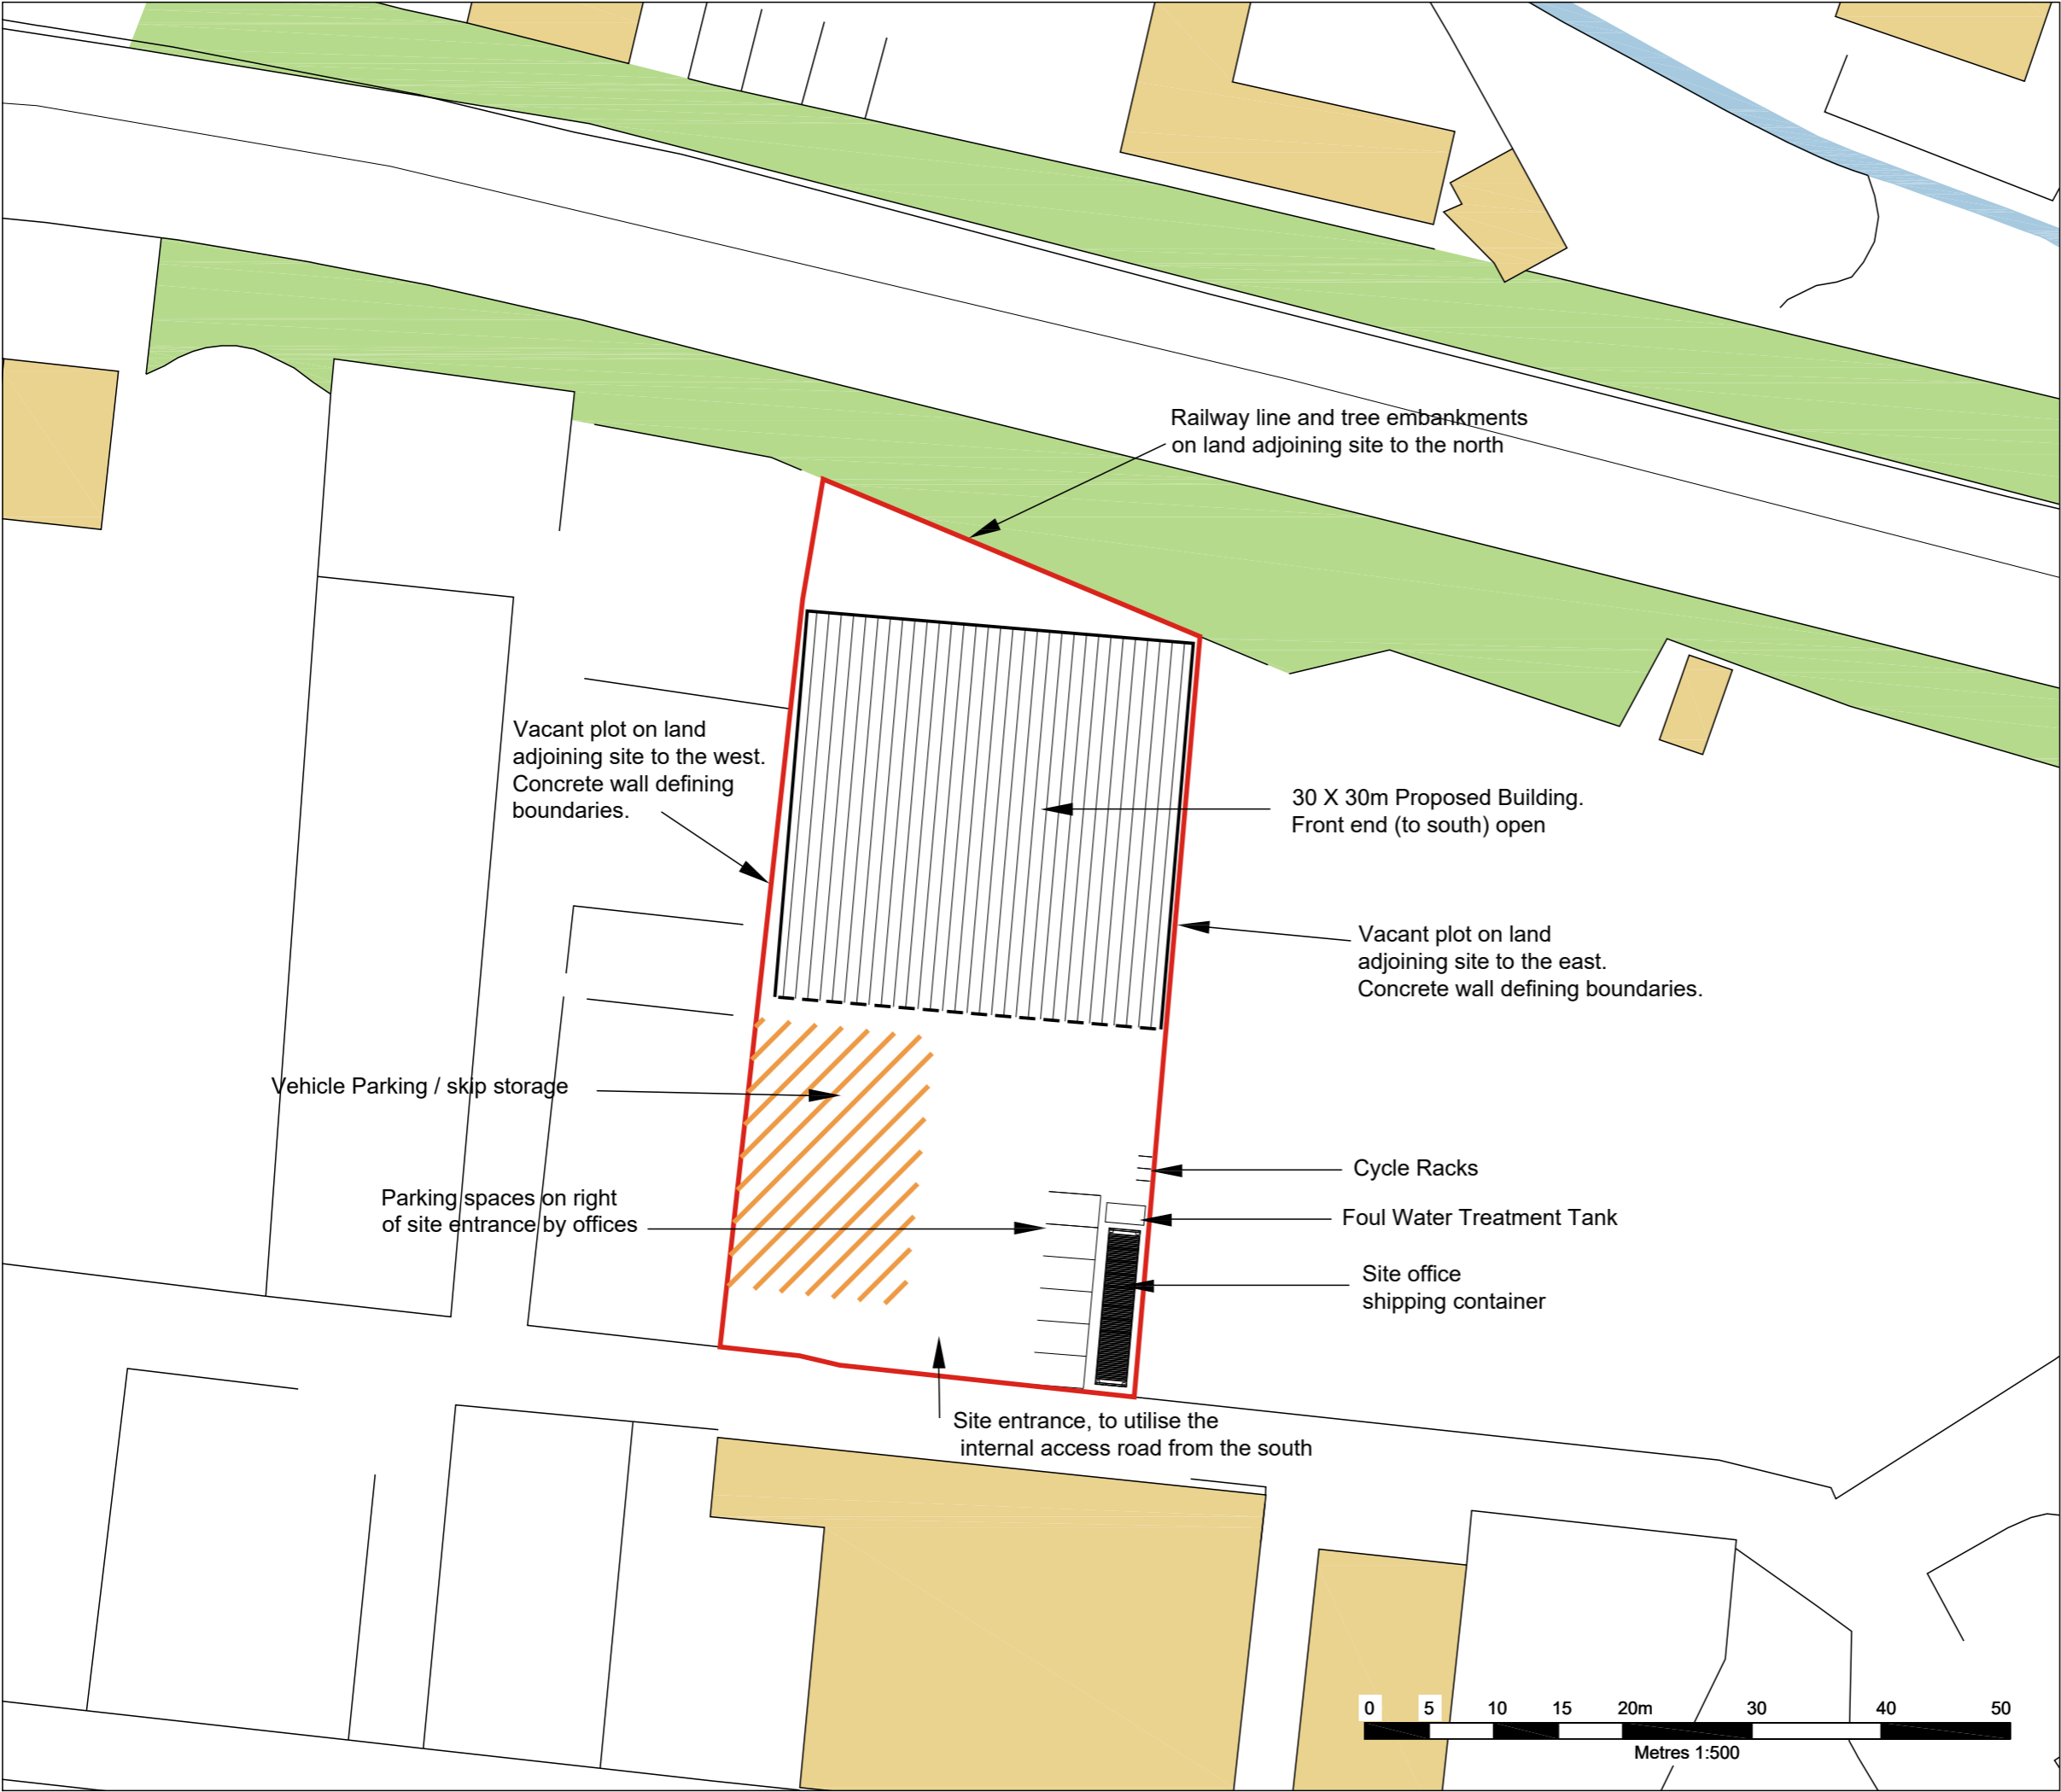 Railway line and tree embankments
on land adjoining site to the north
Vacant plot on land
adjoining site to the west.
Concrete wall defining
boundaries.
30 X 30m Proposed Building.
Front end (to south) open
Vacant plot on land
adjoining site to the east.
Concrete wall defining boundaries.
Vehicle Parking / skip storage
Cycle Racks
Parking spaces on right
of site entrance by offices
Foul Water Treatment Tank
Site office
shipping container
Site entrance, to utilise the
internal access road from the south
0 5 10 15 20m 30 40 50
Metres 1:500